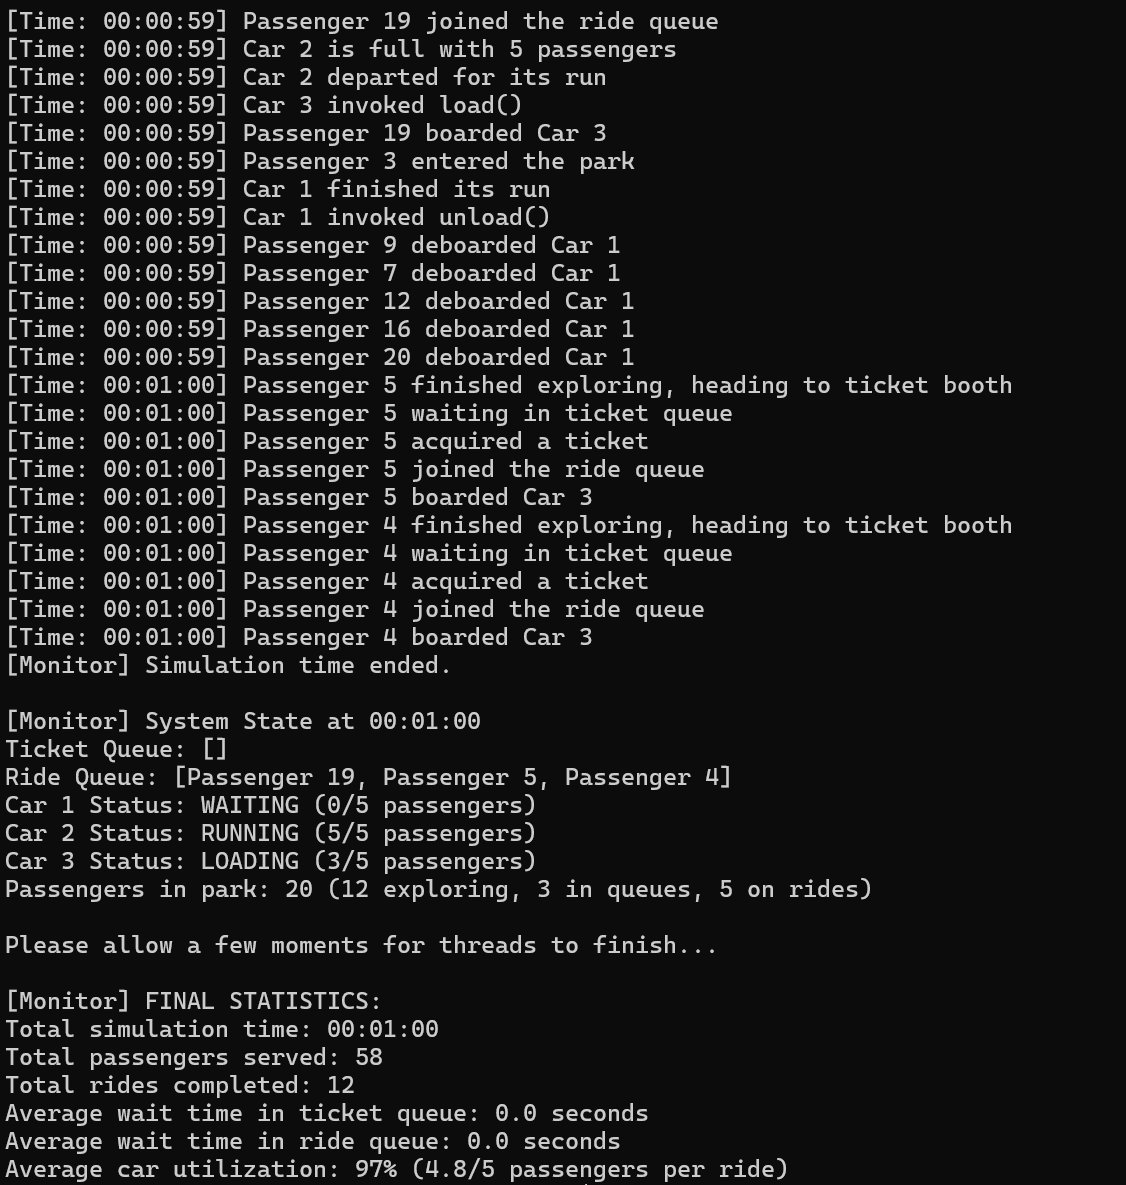 [Time: 00:00:59] Passenger 19 joined the ride queue
[Time: 00:00:59] Car 2 is full with 5 passengers
[Time: 00:00:59] Car 2 departed for its run
[Time: 00:00:59] Car 3 invoked load()
[Time: 00:00:59] Passenger 19 boarded Car 3
[Time: 00:00:59] Passenger 3 entered the park
[Time: 00:00:59] Car 1 finished its run
[Time: 00:00:59] Car 1 invoked unload()
[Time: 00:00:59] Passenger 9 deboarded Car 1
[Time: 00:00:59] Passenger 7 deboarded Car 1
[Time: 00:00:59] Passenger 12 deboarded Car 1
[Time: 00:00:59] Passenger 16 deboarded Car 1
[Time: 00:00:59] Passenger 20 deboarded Car 1
[Time: 00:01:00] Passenger 5 finished exploring, heading to ticket booth
[Time: 00:01:00] Passenger 5 waiting in ticket queue
[Time: 00:01:00] Passenger 5 acquired a ticket
[Time: 00:01:00] Passenger 5 joined the ride queue
[Time: 00:01:00] Passenger 5 boarded Car 3
[Time: 00:01:00] Passenger 4 finished exploring, heading to ticket booth
[Time: 00:01:00] Passenger 4 waiting in ticket queue
[Time: 00:01:00] Passenger 4 acquired a ticket
[Time: 00:01:00] Passenger 4 joined the ride queue
[Time: 00:01:00] Passenger 4 boarded Car 3
[Monitor] Simulation time ended.

[Monitor] System State at 00:01:00
Ticket Queue: []
Ride Queue: [Passenger 19, Passenger 5, Passenger 4]
Car 1 Status: WAITING (0/5 passengers)
Car 2 Status: RUNNING (5/5 passengers)
Car 3 Status: LOADING (3/5 passengers)
Passengers in park: 20 (12 exploring, 3 in queues, 5 on rides)

Please allow a few moments for threads to finish...

[Monitor] FINAL STATISTICS:
Total simulation time: 00:01:00
Total passengers served: 58
Total rides completed: 12
Average wait time in ticket queue: 0.0 seconds
Average wait time in ride queue: 0.0 seconds
Average car utilization: 97% (4.8/5 passengers per ride)